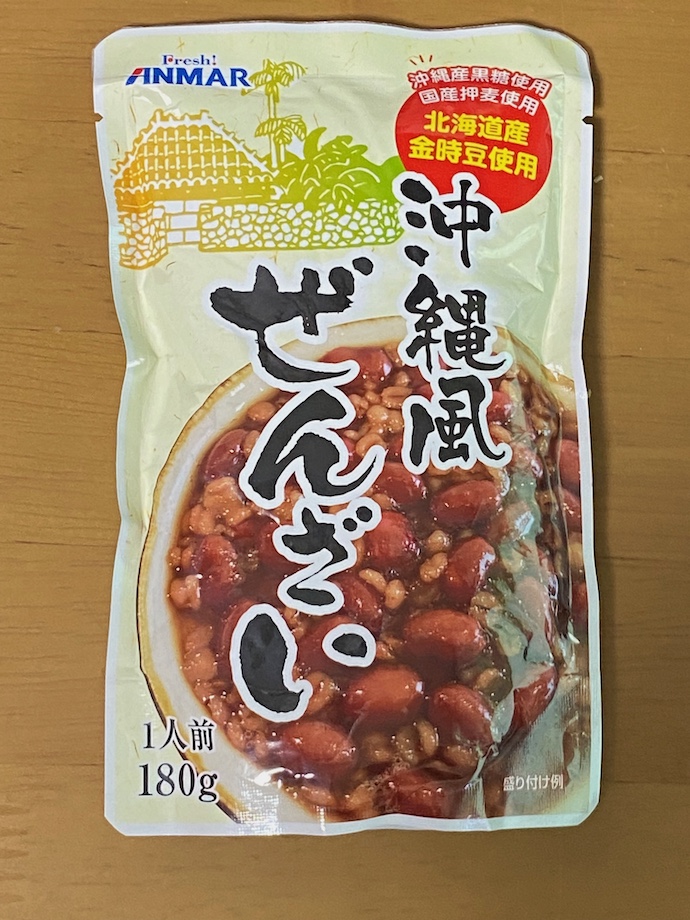 Fresh!
ANMAR
沖縄産黒糖使用
国産押麦使用
北海道産
金時豆使用
沖縄風
ぜんざい
1人前
180g
盛り付け例